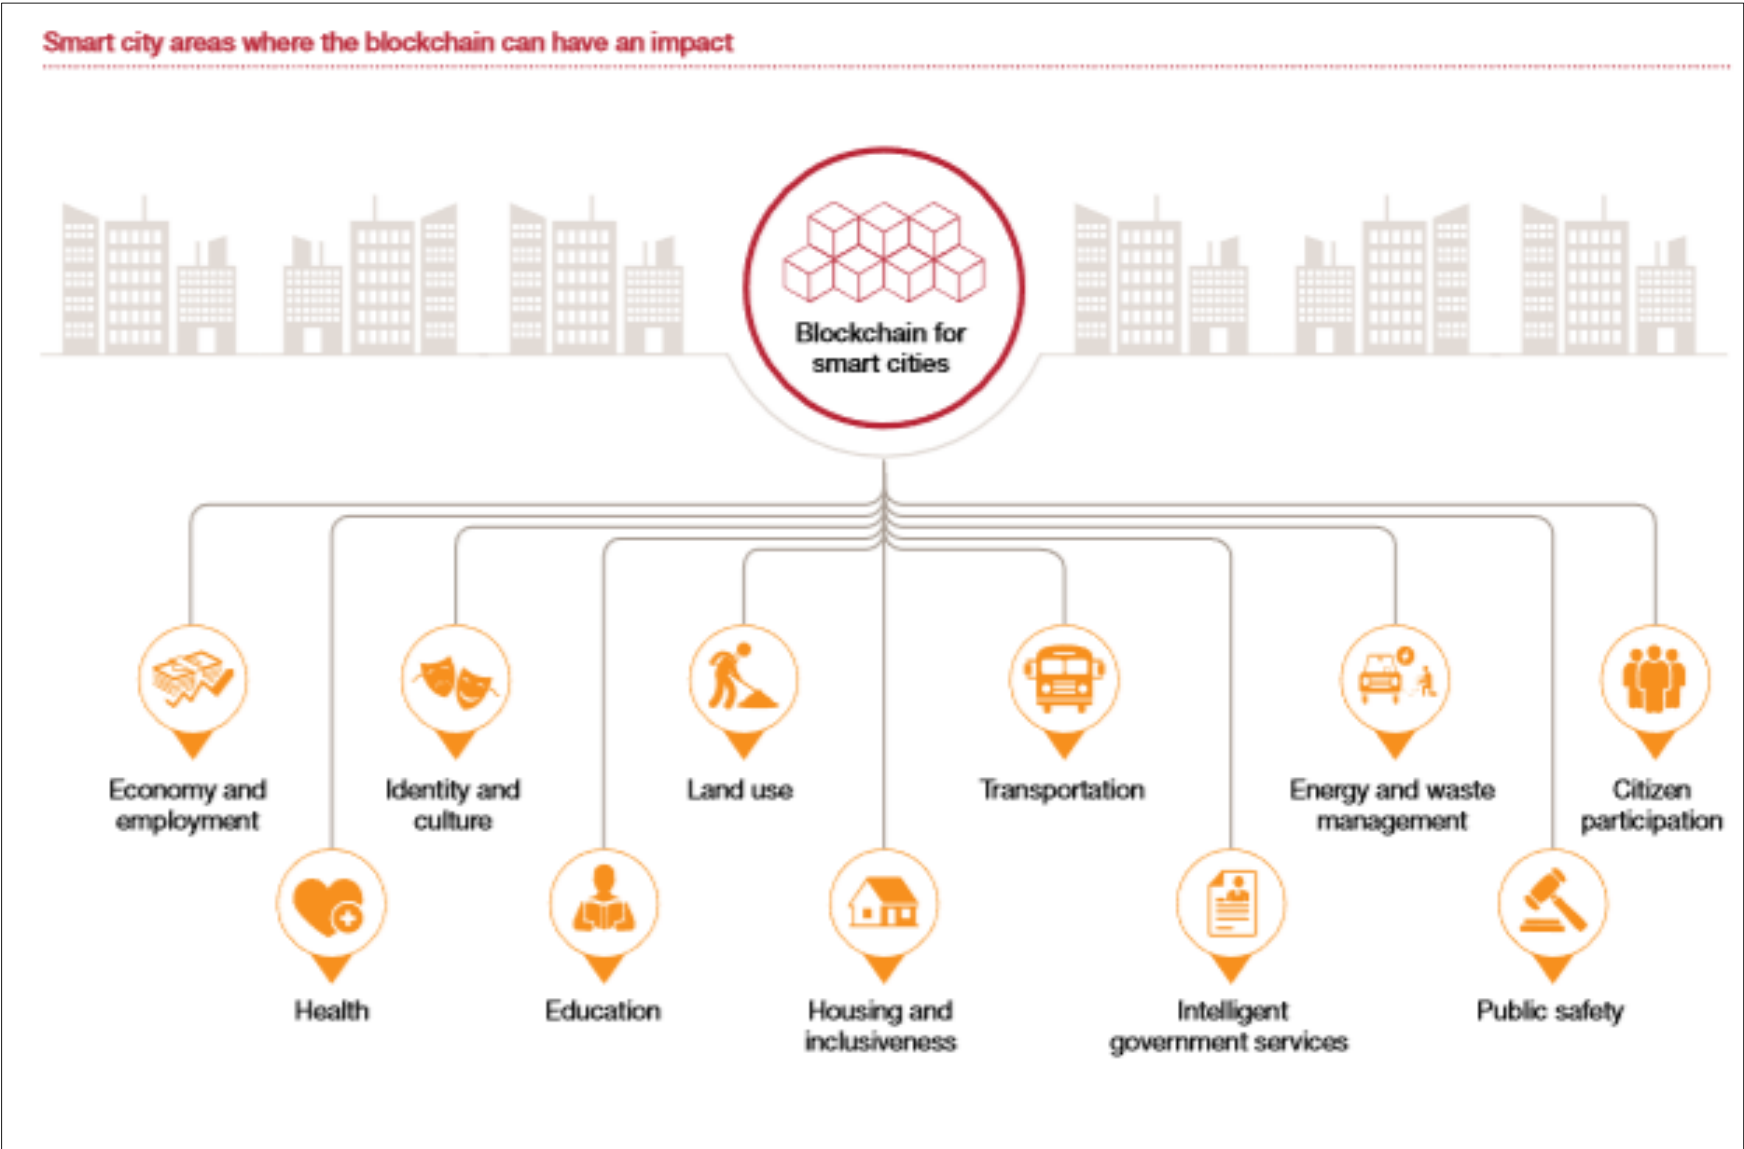 Smart city areas where the blockchain can have an impact
Blockchain for
smart cities
Economy and
employment
Identity and
culture
Land use
Transportation
Energy and waste
management
Citizen
participation
Health
Education
Housing and
inclusiveness
Intelligent
government services
Public safety